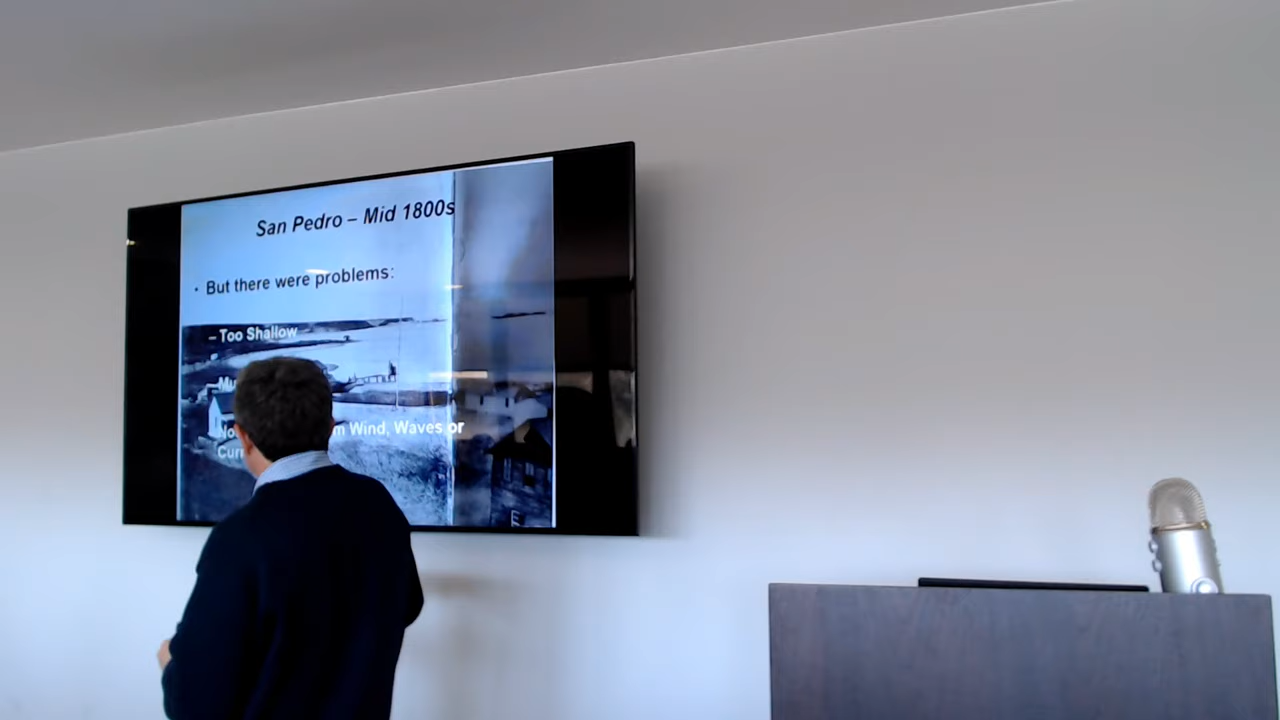 San Pedro – Mid 1800s
• But there were problems:
– Too Shallow
m Wind, Waves or